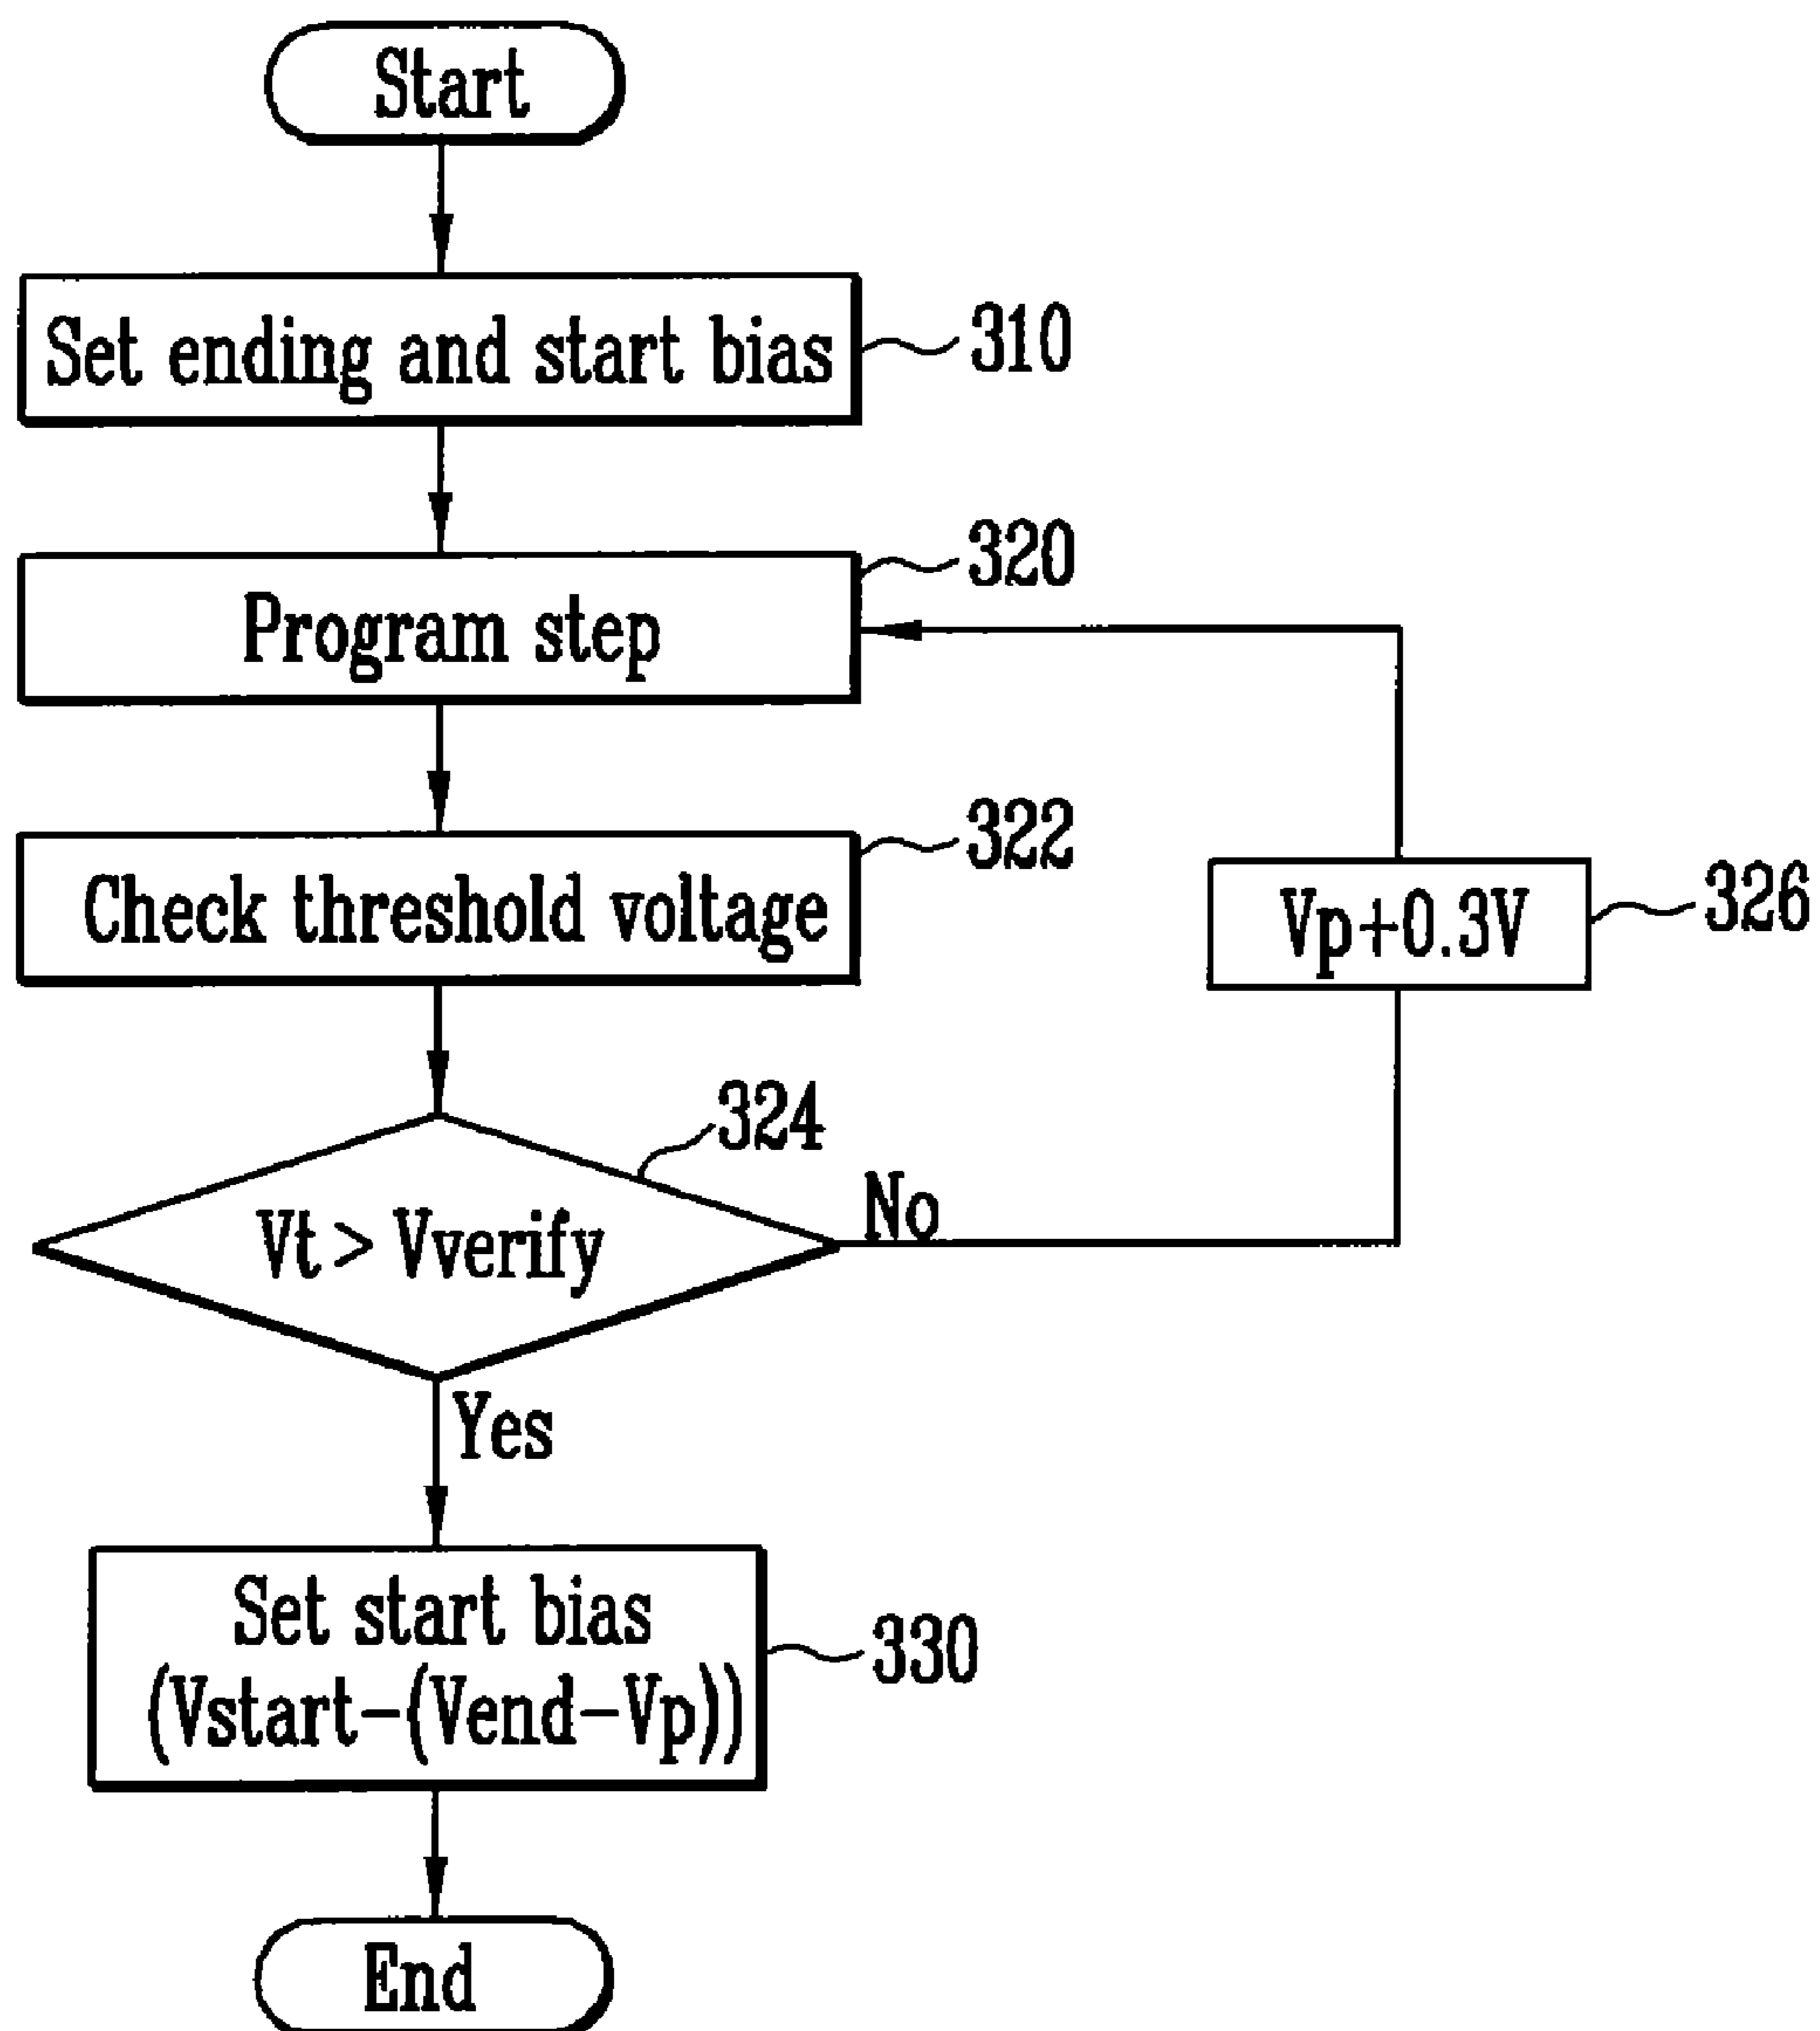 Start
Set ending and start bias
310
Program step
320
Check threshold voltage
322
Vp+0.3V
326
Vt > Vverify
324
No
Yes
Set start bias
(Vstart-(Vend-Vp))
330
End